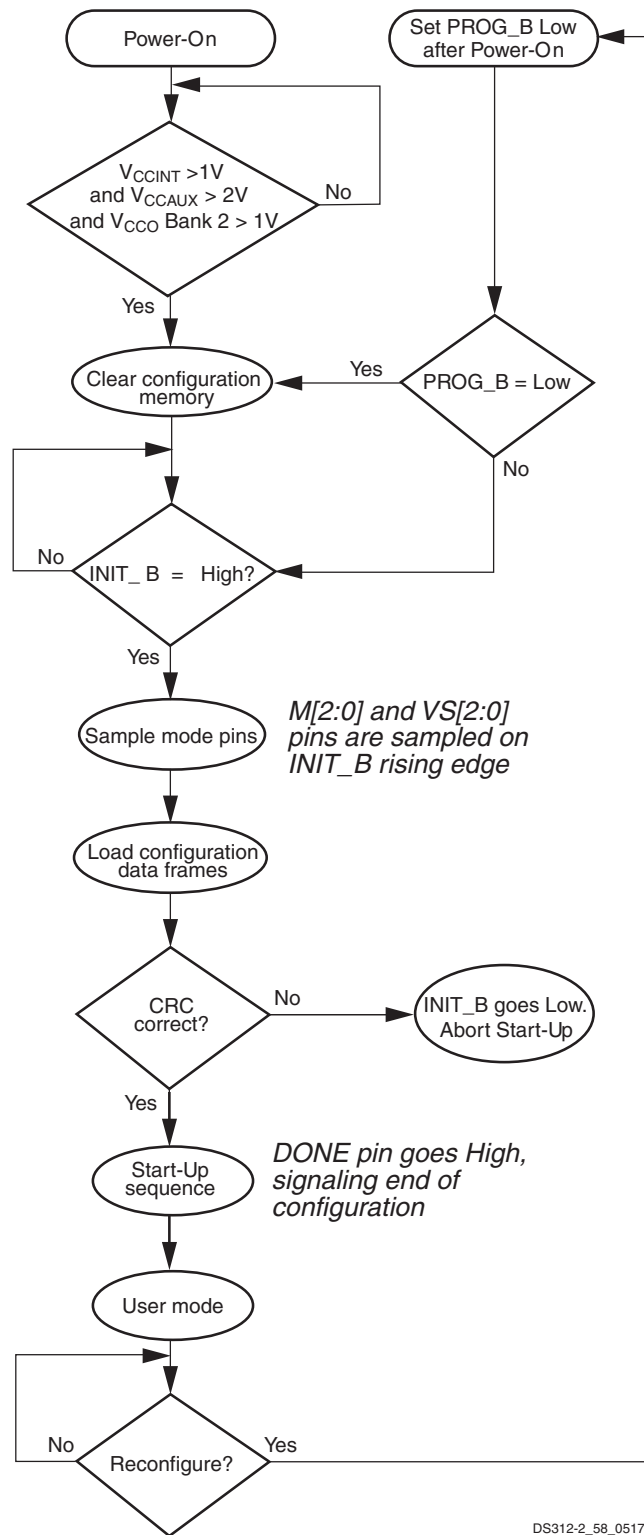 Power-On
Set PROG_B Low
after Power-On
VCCINT >1V
and VCCAUX > 2V
and VCCO Bank 2 > 1V
No
Yes
Clear configuration
memory
Yes
PROG_B = Low
No
No
INIT_ B = High?
Yes
Sample mode pins
M[2:0] and VS[2:0]
pins are sampled on
INIT_B rising edge
Load configuration
data frames
CRC
correct?
No
INIT_B goes Low.
Abort Start-Up
Yes
Start-Up
sequence
DONE pin goes High,
signaling end of
configuration
User mode
No
Reconfigure?
Yes
DS312-2_58_0517